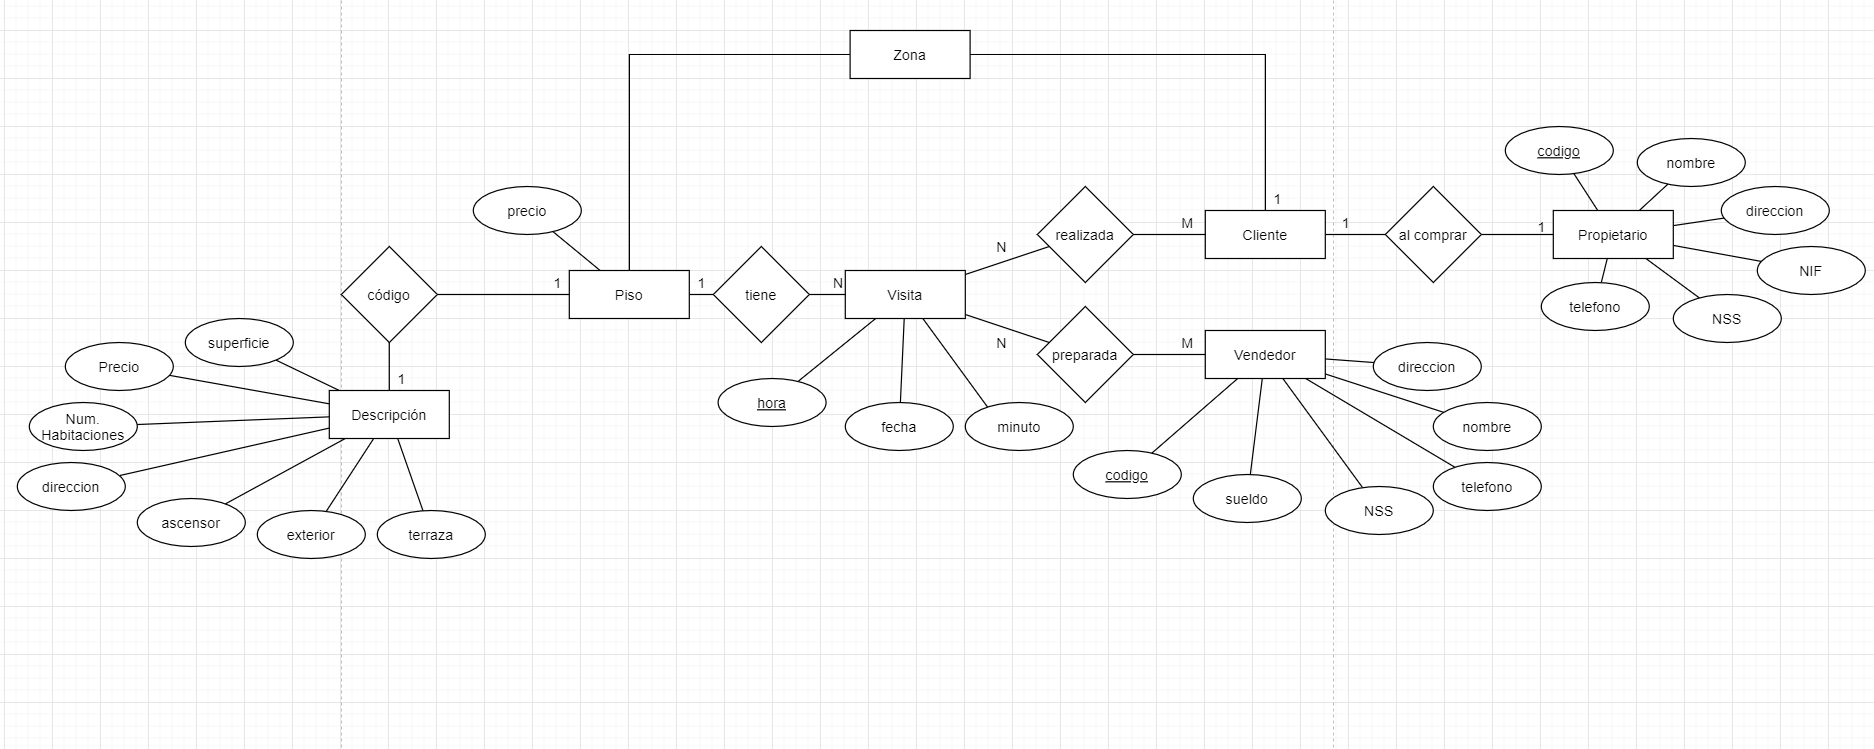 Zona
codigo
nombre
precio
1
direccion
realizada
M
Cliente
1
al comprar
1
Propietario
N
NIF
código
1
Piso
1
tiene
N
Visita
telefono
NSS
superficie
N
preparada
M
Vendedor
Precio
direccion
1
Descripción
hora
Num.
Habitaciones
fecha
minuto
nombre
direccion
codigo
telefono
sueldo
NSS
ascensor
exterior
terraza